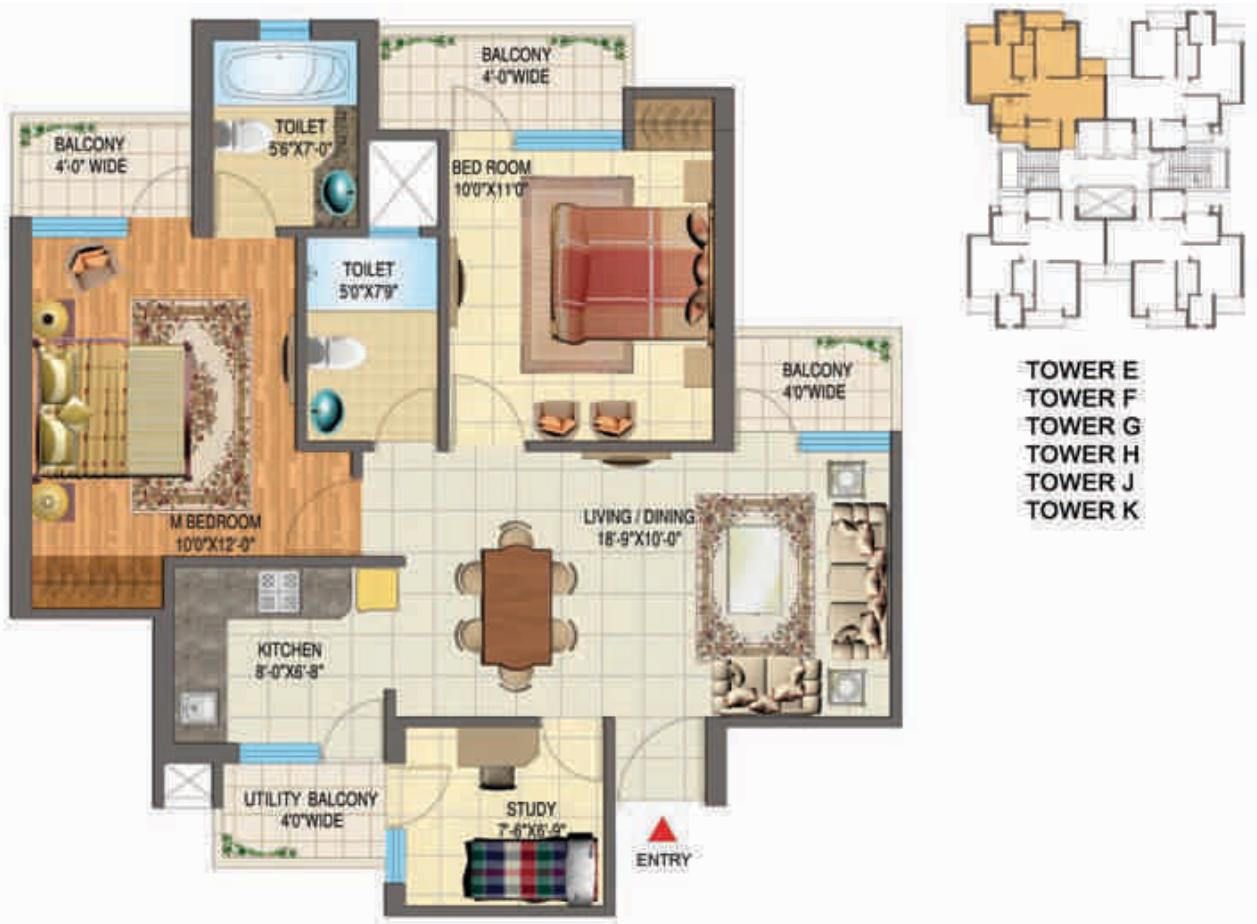 BALCONY
4'-0"WIDE
TOILET
5'6"X7'-0"
BALCONY
4'-0" WIDE
BED ROOM
10'0"X11'0"
TOILET
5'0"X7'9"
BALCONY
4'0"WIDE
M BEDROOM
10'0"X12'-0"
LIVING / DINING
18'-9"X10'-0"
KITCHEN
8'-0"X6'-8"
UTILITY BALCONY
4'0"WIDE
STUDY
7'-6"X6'-9"
ENTRY
TOWER E
TOWER F
TOWER G
TOWER H
TOWER J
TOWER K